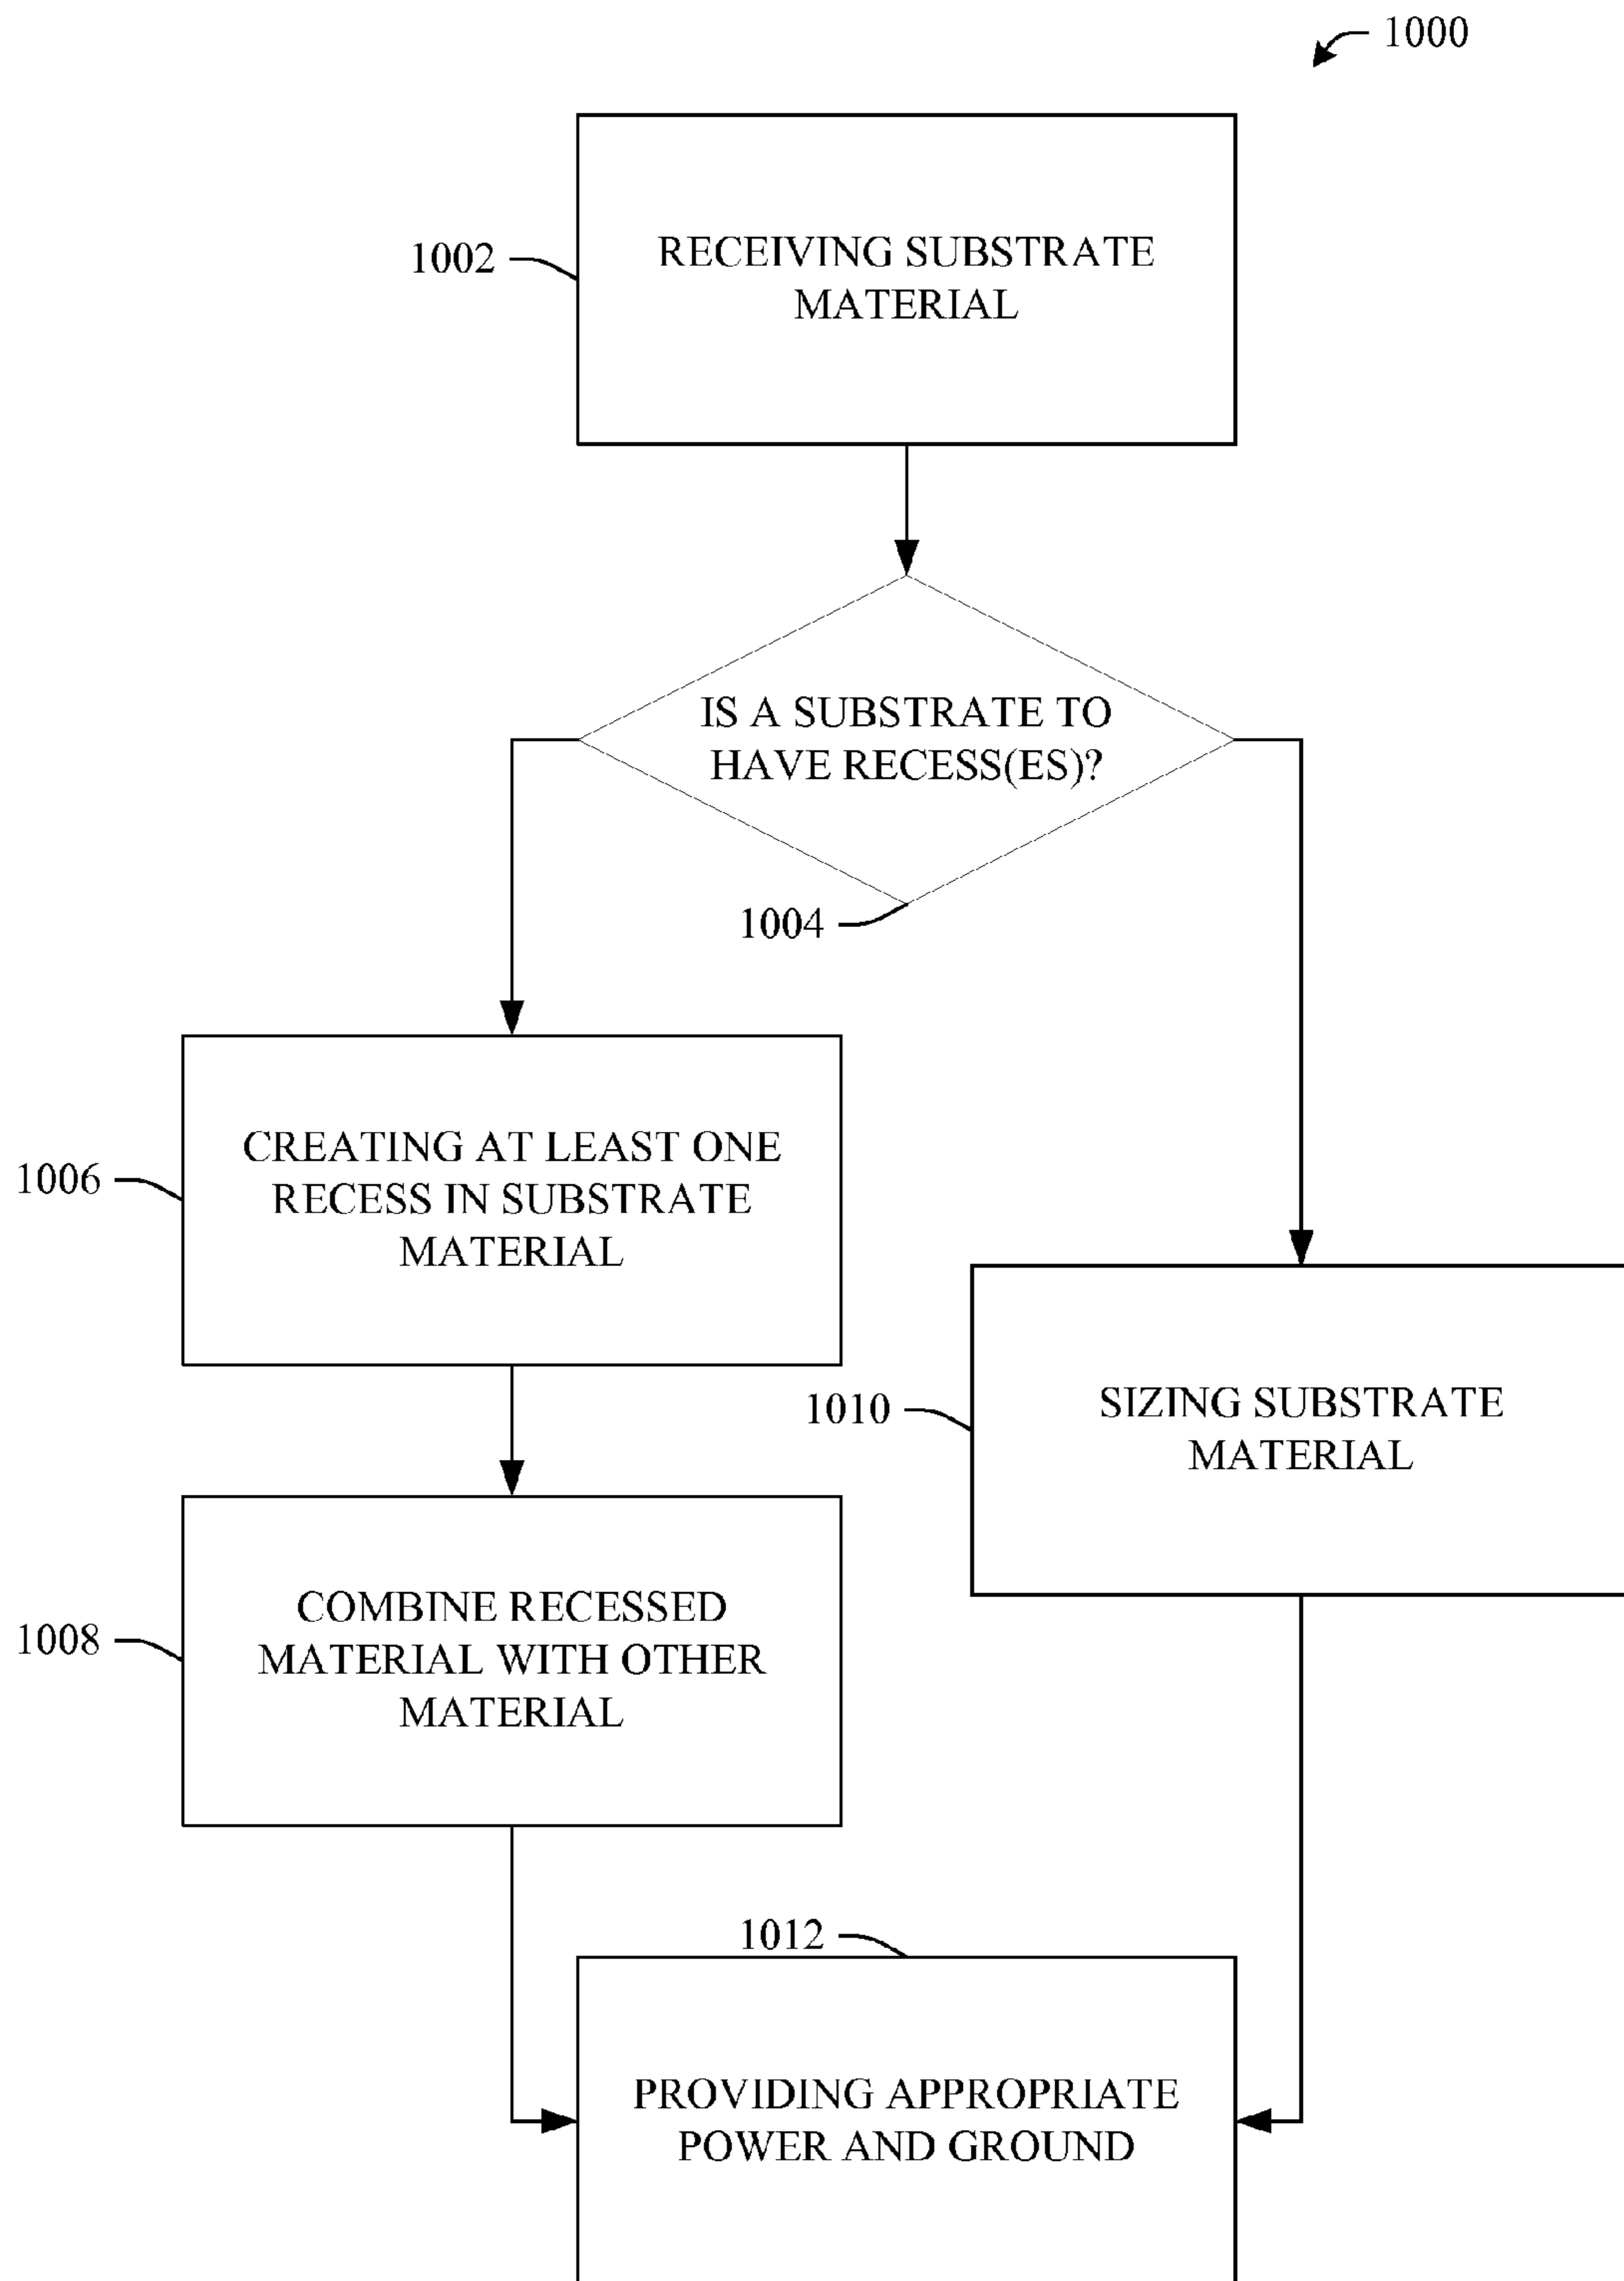 1000
1002
RECEIVING SUBSTRATE
MATERIAL
IS A SUBSTRATE TO
HAVE RECESS(ES)?
1004
1006
CREATING AT LEAST ONE
RECESS IN SUBSTRATE
MATERIAL
1010
SIZING SUBSTRATE
MATERIAL
1008
COMBINE RECESSED
MATERIAL WITH OTHER
MATERIAL
1012
PROVIDING APPROPRIATE
POWER AND GROUND